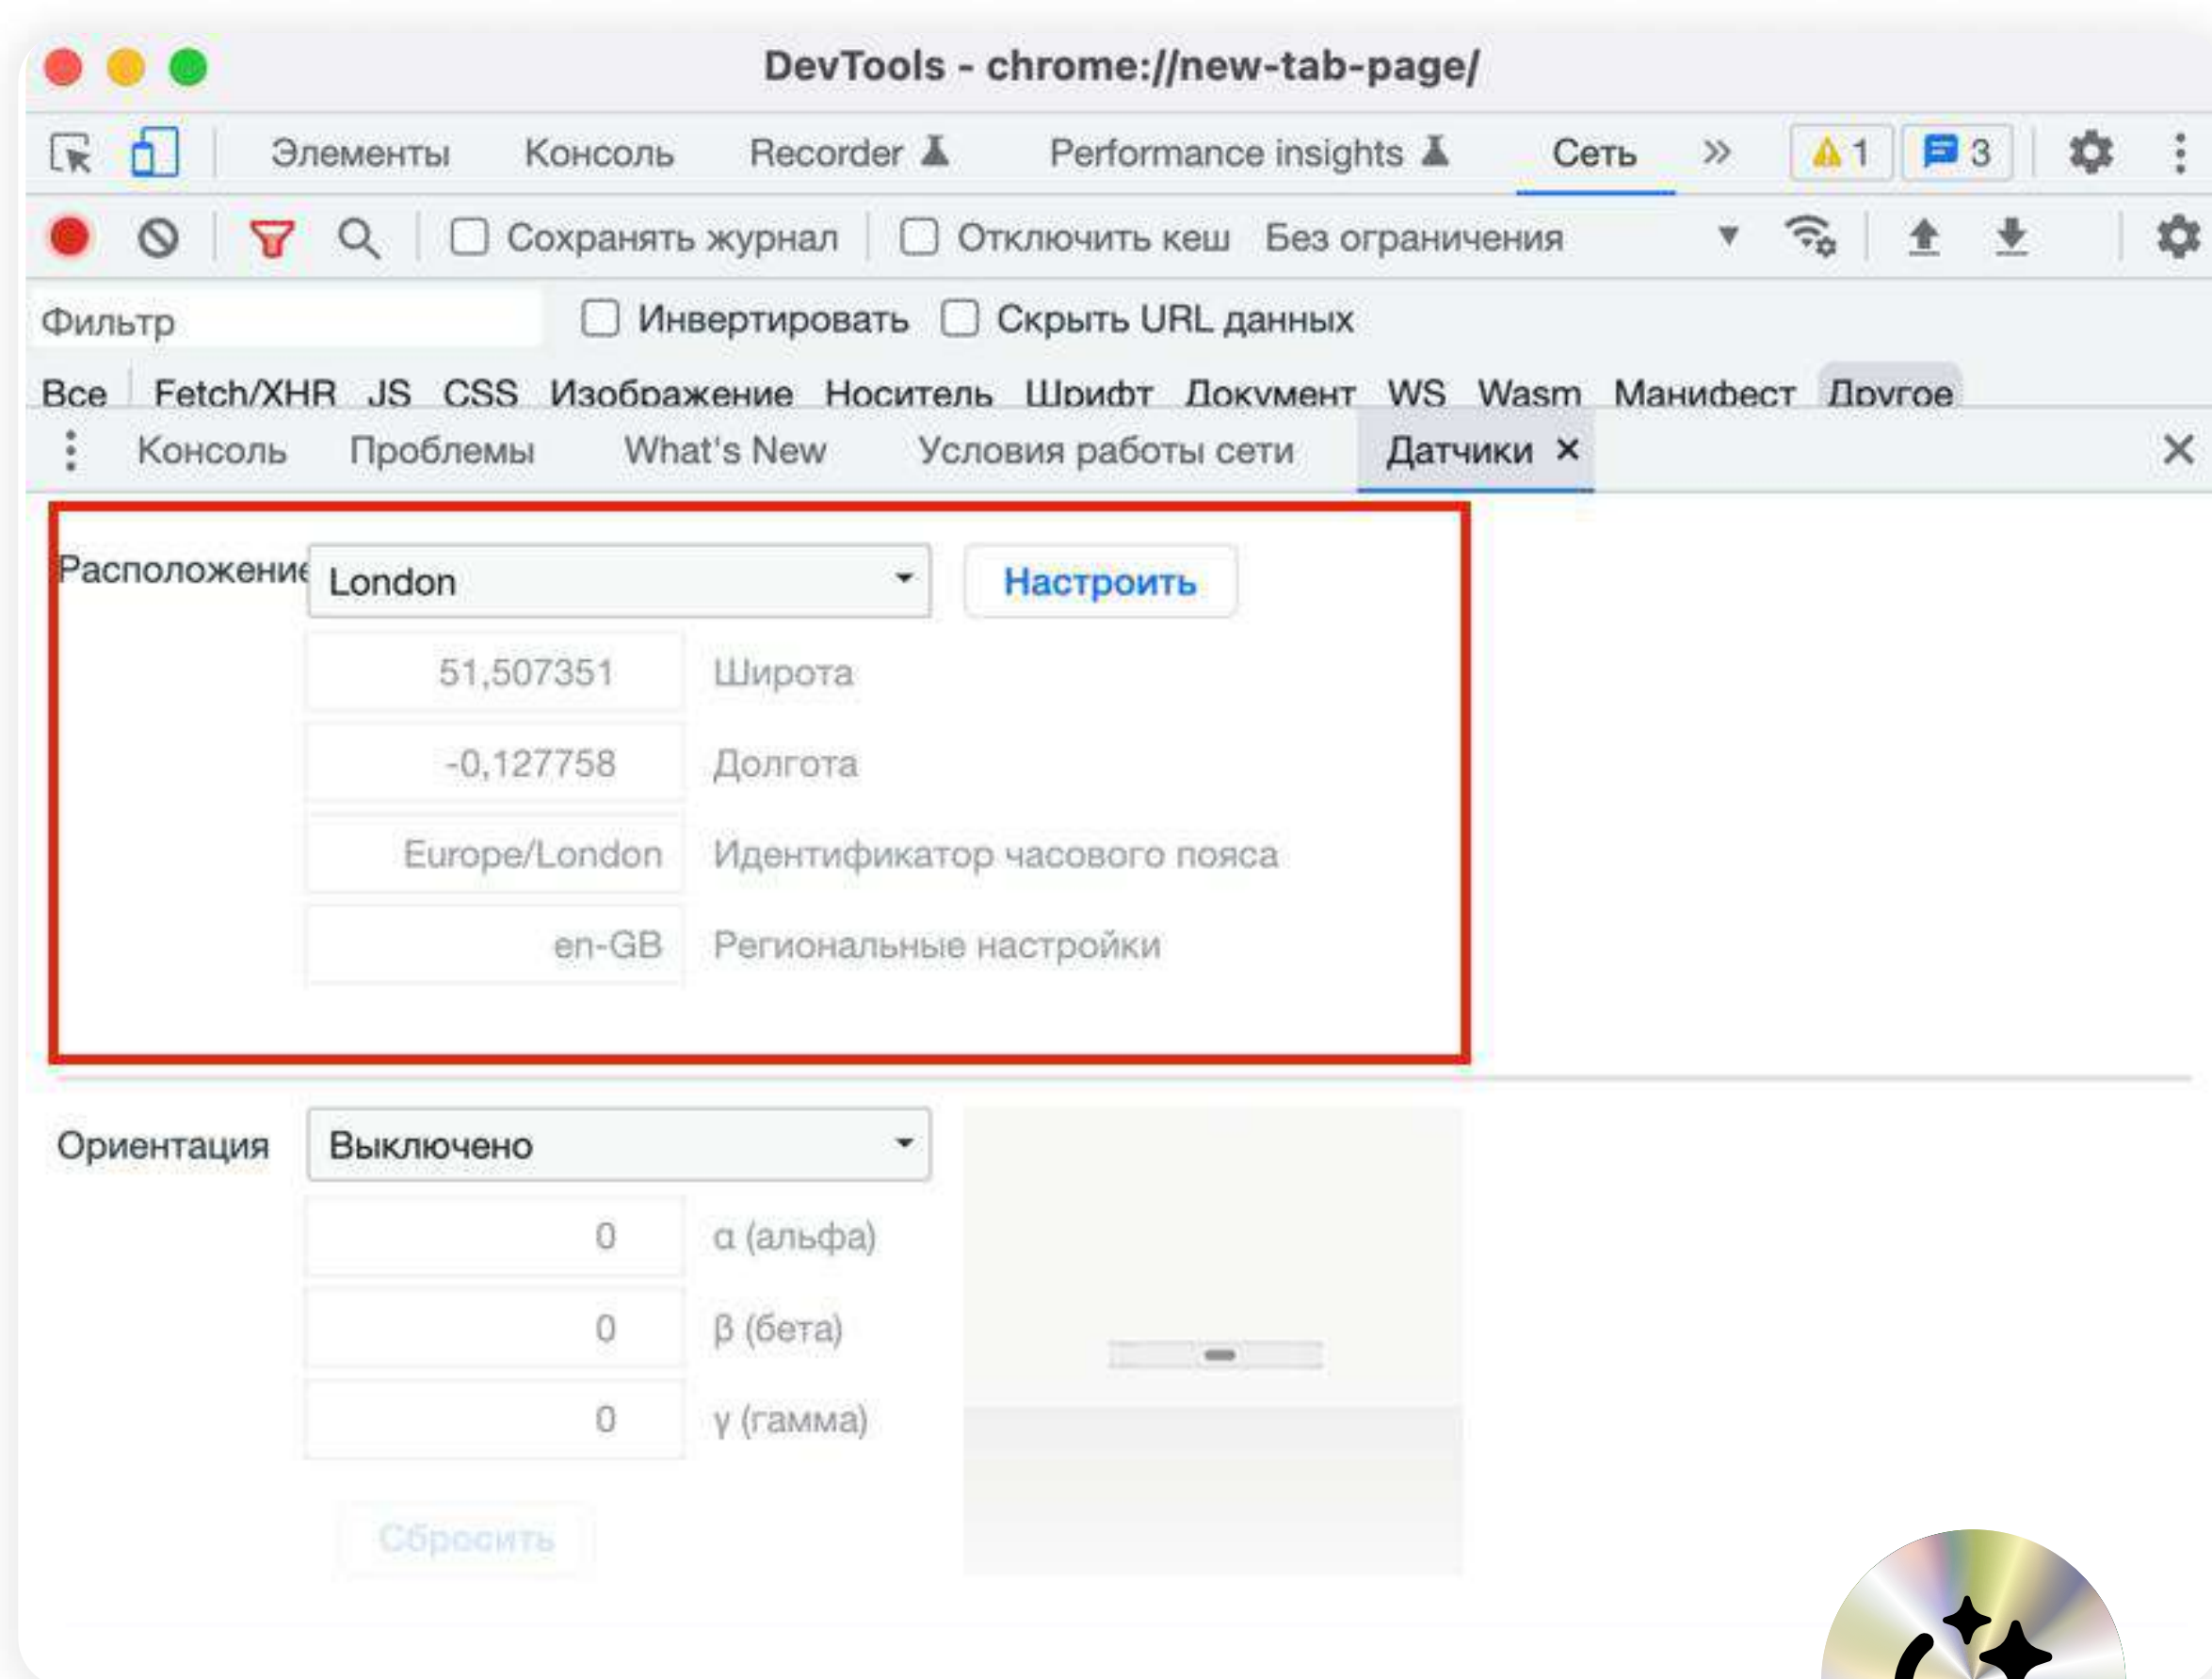 DevTools - chrome://new-tab-page/
Элементы Консоль Recorder Performance insights Сеть 1 3
Сохранять журнал Отключить кеш Без ограничения
Фильтр Инвертировать Скрыть URL данных
Все Fetch/XHR JS CSS Изображение Носитель Шрифт Документ WS Wasm Манифест Другое
Консоль Проблемы What's New Условия работы сети Датчики
Расположение London Настроить
51,507351 Широта
-0,127758 Долгота
Europe/London Идентификатор часового пояса
en-GB Региональные настройки
Ориентация Выключено
0 α (альфа)
0 β (бета)
0 γ (гамма)
Сбросить